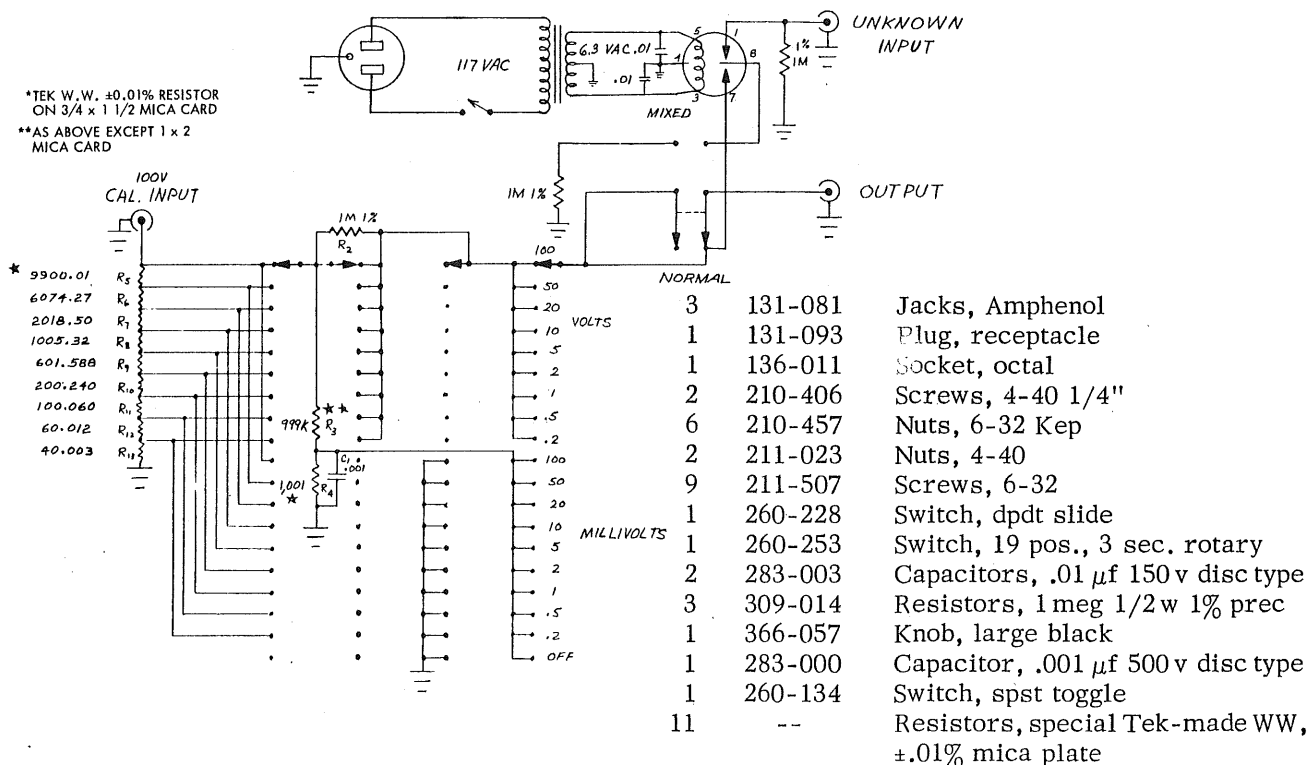 UNKNOWN
INPUT
5
1
6.3 VAC
.01
4
8
1%
1M
117 VAC
.01
3
7
MIXED
*TEK W.W. ±0.01% RESISTOR
ON 3/4 x 1 1/2 MICA CARD
**AS ABOVE EXCEPT 1 x 2
MICA CARD
100V
CAL. INPUT
1M 1%
OUTPUT
1M 1%
R2
100
NORMAL
★ 9900.01 R5
6074.27 R6
2018.50 R7
1005.32 R8
601.588 R9
200.240 R10
100.060 R11
60.012 R12
40.003 R13
999K
★★
R3
C1
.001
1,001
★
R4
50
20
VOLTS
10
5
2
1
.5
.2
100
50
20
10
MILLIVOLTS
5
2
1
.5
.2
OFF
3 131-081 Jacks, Amphenol
1 131-093 Plug, receptacle
1 136-011 Socket, octal
2 210-406 Screws, 4-40 1/4"
6 210-457 Nuts, 6-32 Kep
2 211-023 Nuts, 4-40
9 211-507 Screws, 6-32
1 260-228 Switch, dpdt slide
1 260-253 Switch, 19 pos., 3 sec. rotary
2 283-003 Capacitors, .01 μf 150 v disc type
3 309-014 Resistors, 1 meg 1/2 w 1% prec
1 366-057 Knob, large black
1 283-000 Capacitor, .001 μf 500 v disc type
1 260-134 Switch, spst toggle
11 -- Resistors, special Tek-made WW,
±.01% mica plate